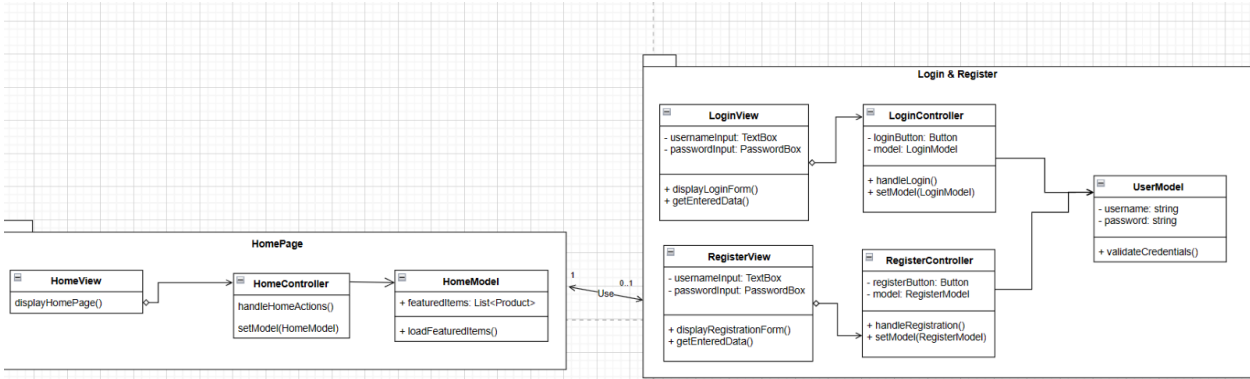 Login & Register
LoginView
- usernameInput: TextBox
- passwordInput: PasswordBox
+ displayLoginForm()
+ getEnteredData()
LoginController
- loginButton: Button
- model: LoginModel
+ handleLogin()
+ setModel(LoginModel)
UserModel
- username: string
- password: string
+ validateCredentials()
RegisterView
- usernameInput: TextBox
- passwordInput: PasswordBox
+ displayRegistrationForm()
+ getEnteredData()
RegisterController
- registerButton: Button
- model: RegisterModel
+ handleRegistration()
+ setModel(RegisterModel)
HomePage
HomeView
displayHomePage()
HomeController
handleHomeActions()
setModel(HomeModel)
HomeModel
+ featuredItems: List<Product>
+ loadFeaturedItems()
1
0..1
Use